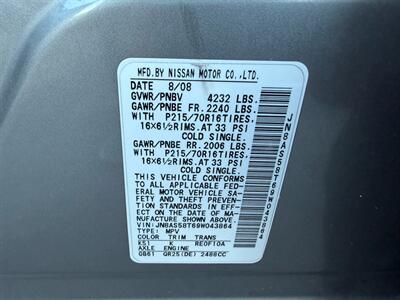 MFD.BY NISSAN MOTOR CO.,LTD.
DATE 8/08
GVWR/PNBV 4232 LBS.
GAWR/PNBE FR. 2240 LBS.
WITH P215/70R16TIRES,
16X6½RIMS.AT 33 PSI
COLD SINGLE.
GAWR/PNBE RR. 2006 LBS.
WITH P215/70R16TIRES,
16X6½RIMS.AT 33 PSI
COLD SINGLE.
THIS VEHICLE CONFORMS
TO ALL APPLICABLE FED-
ERAL MOTOR VEHICLE SA-
FETY AND THEFT PREVEN-
TION STANDARDS IN EFF-
ECT ON THE DATE OF MA-
NUFACTURE SHOWN ABOVE.
VIN:JN8AS58T69W043864
TYPE: MPV
COLOR TRIM TRANS
K51 K RE0F10A
AXLE ENGINE
GB61 QR25(DE) 2488CC
JN8AS58T69W043864